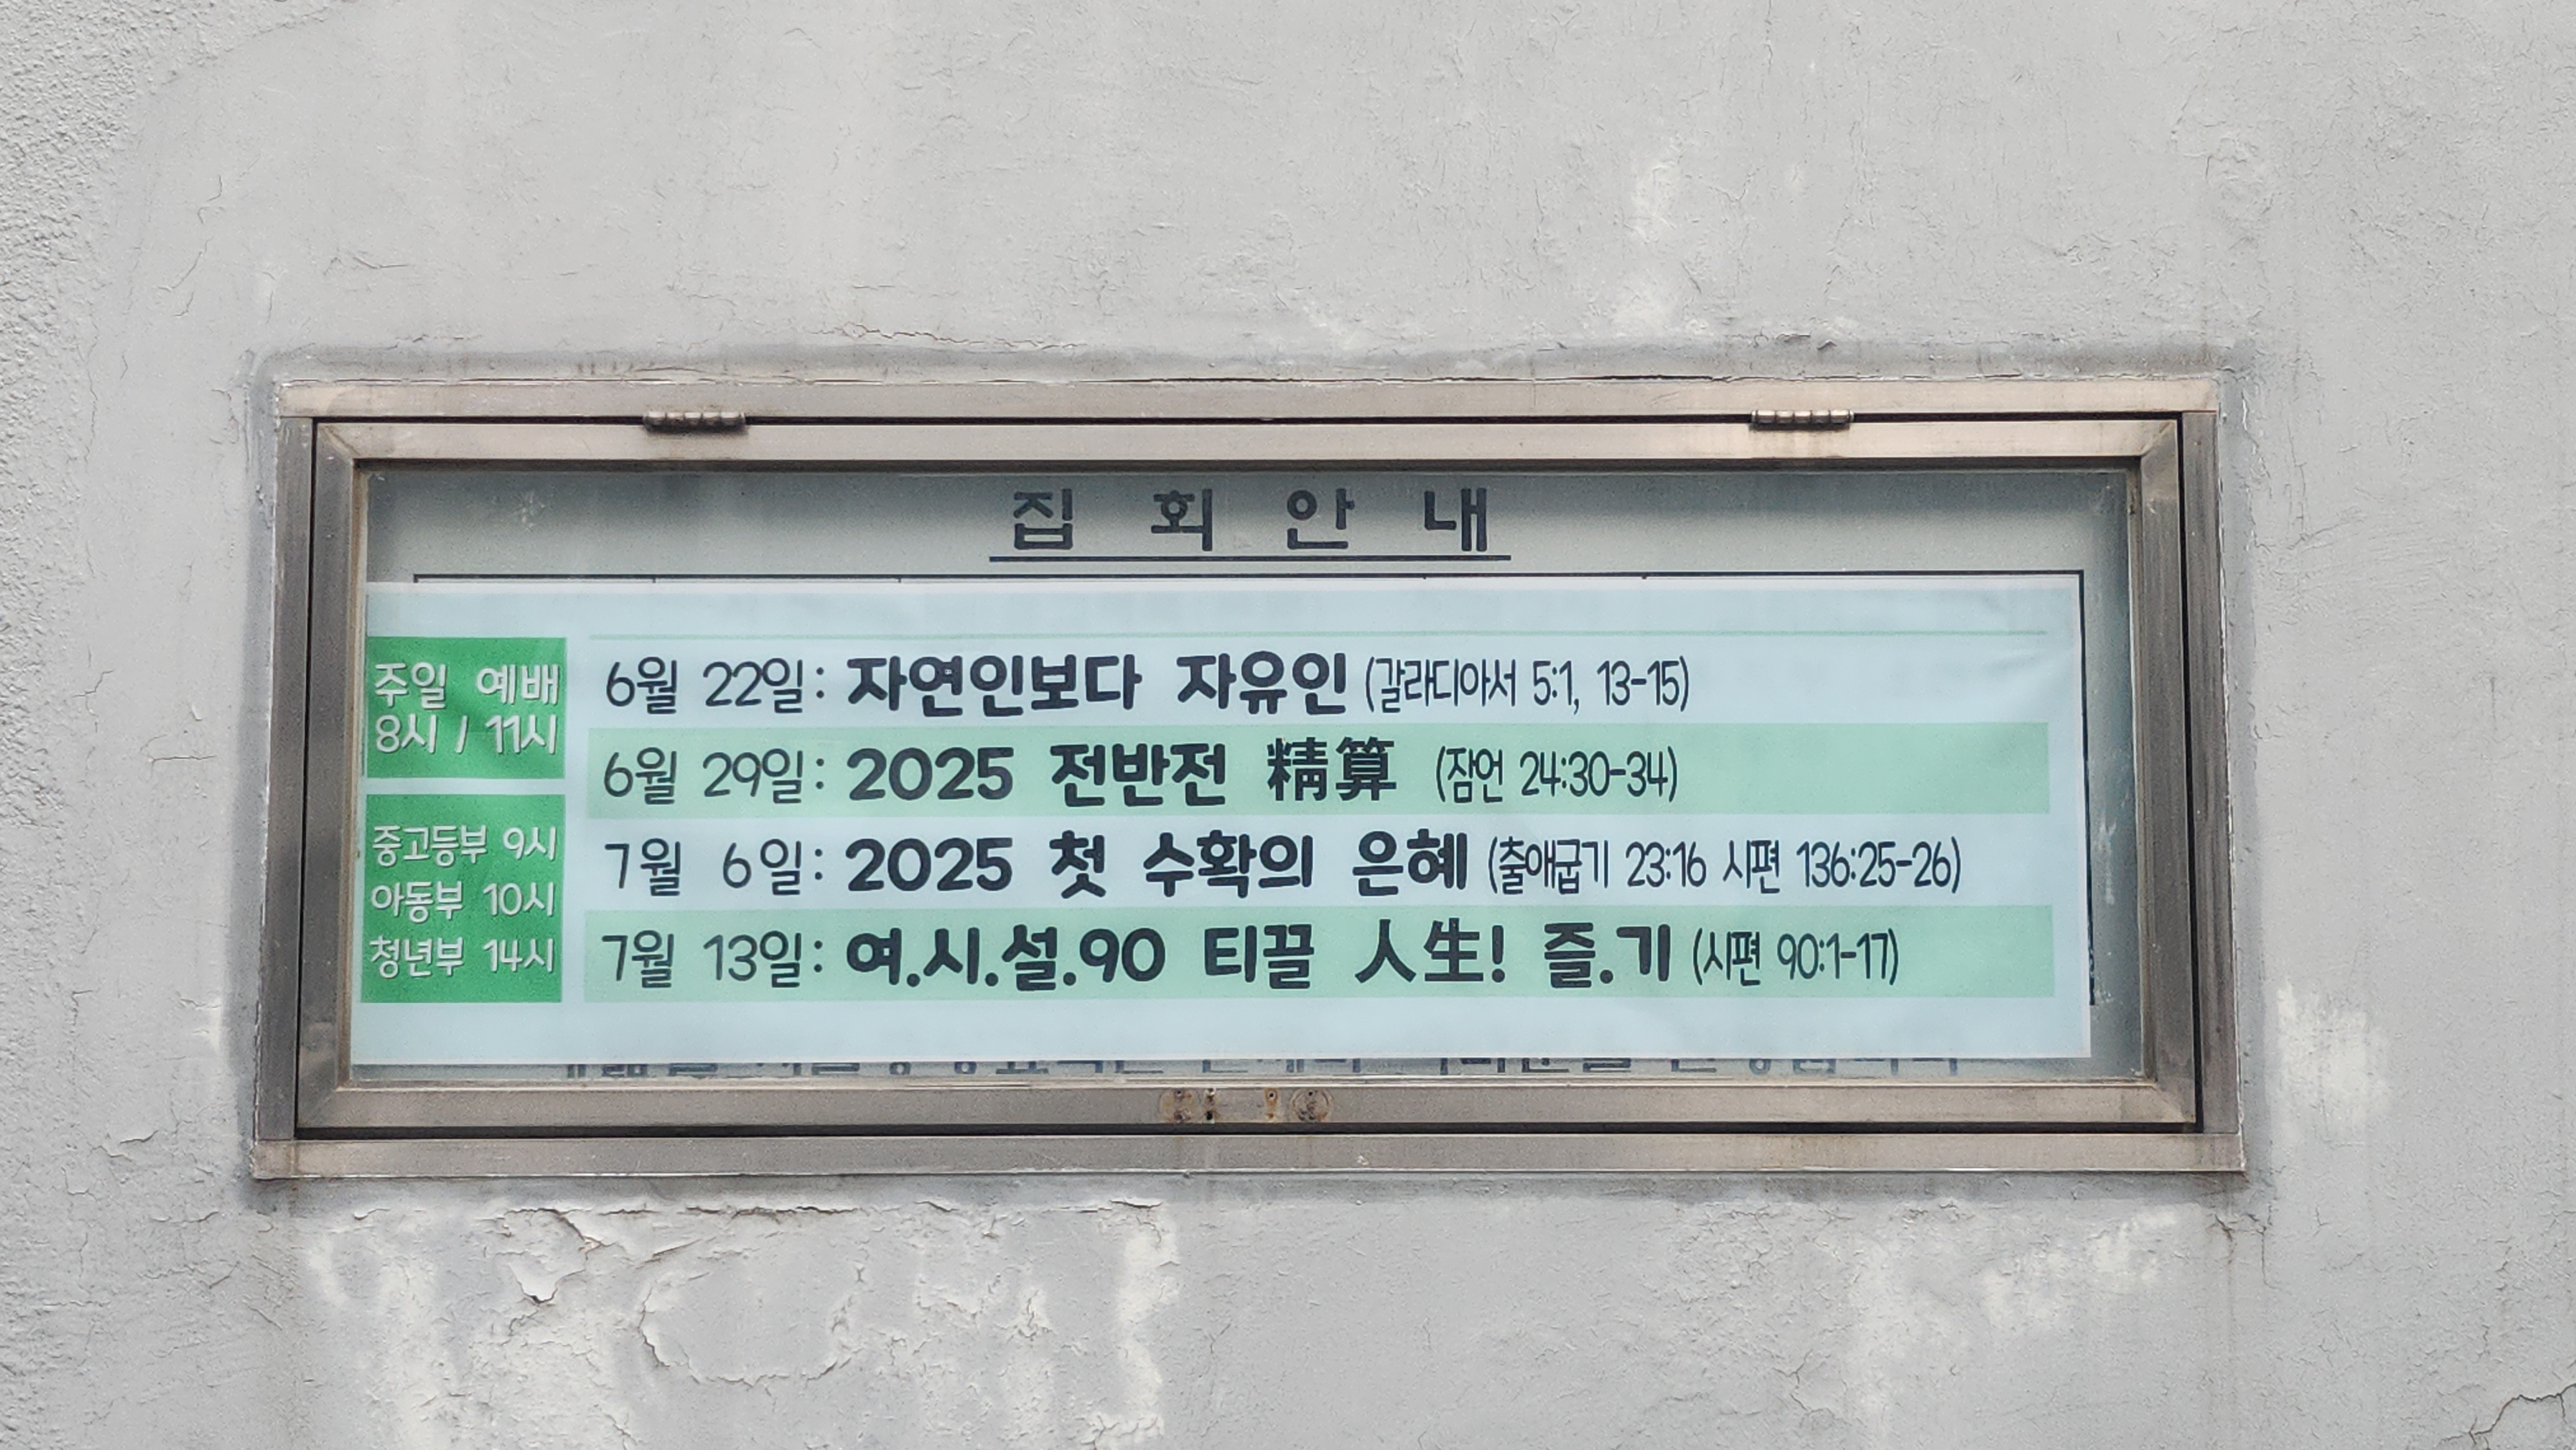 집 회 안 내
주일 예배
8시 / 11시
중고등부 9시
아동부 10시
청년부 14시
6월 22일: 자연인보다 자유인 (갈라디아서 5:1, 13-15)
6월 29일: 2025 전반전 精算 (잠언 24:30-34)
7월 6일: 2025 첫 수확의 은혜 (출애굽기 23:16 시편 136:25-26)
7월 13일: 여.시.설.90 티끌 人生! 즐.기 (시편 90:1-17)